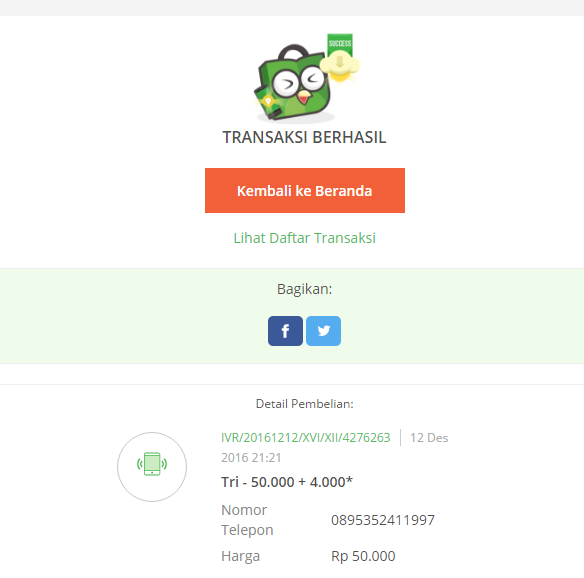 SUCCESS
TRANSAKSI BERHASIL
Kembali ke Beranda
Lihat Daftar Transaksi
Bagikan:
Detail Pembelian:
IVR/20161212/XVI/XII/4276263 12 Des
2016 21:21
Tri - 50.000 + 4.000*
Nomor
Telepon
0895352411997
Harga Rp 50.000